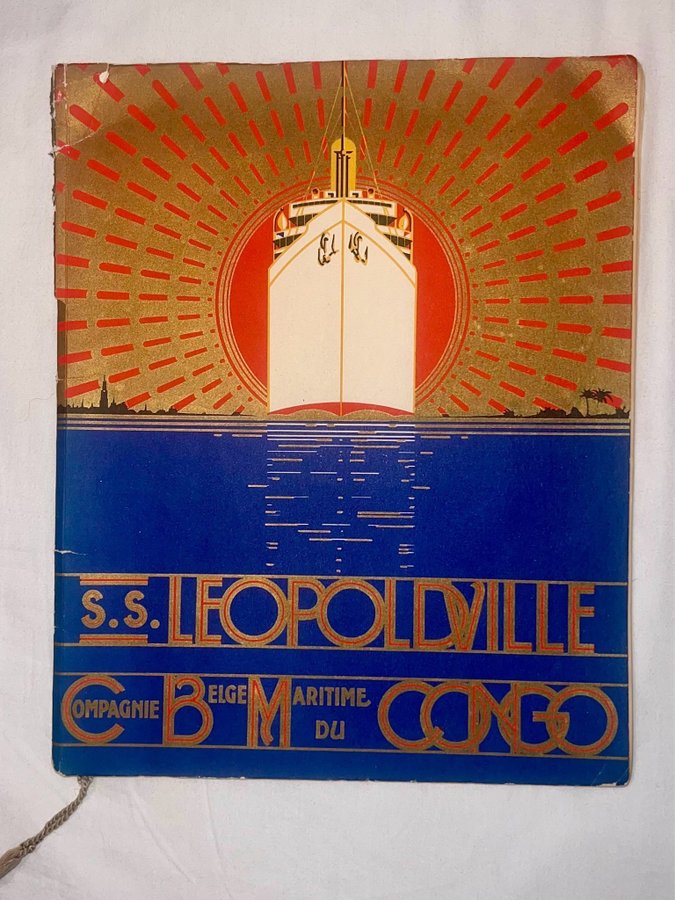 S.S. LEOPOLDVILLE
COMPAGNIE BELGE MARITIME DU CONGO